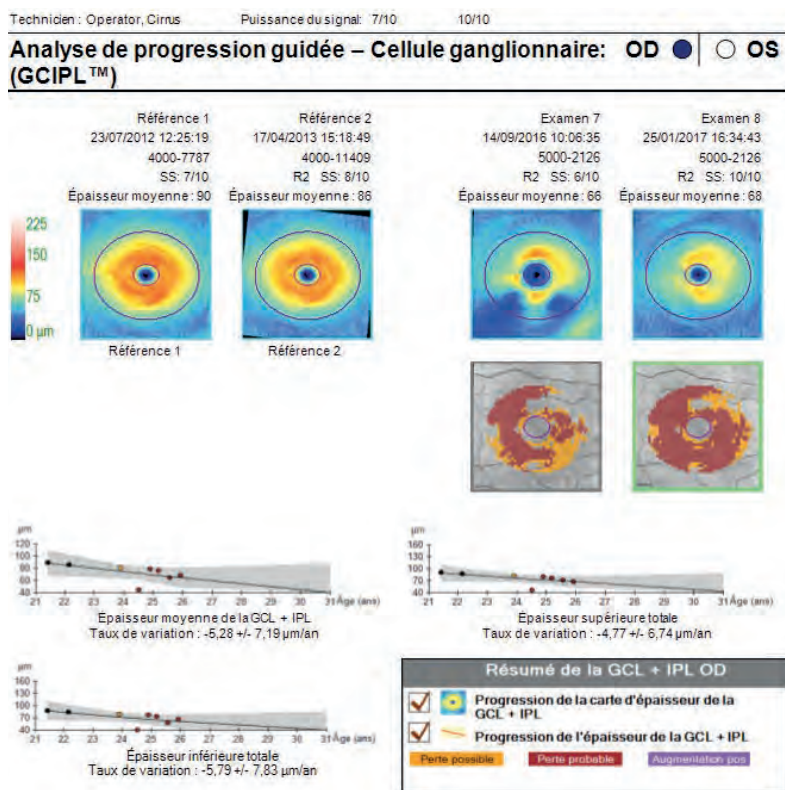 Technicien : Operator, Cirrus Puissance du signal: 7/10 10/10
Analyse de progression guidée – Cellule ganglionnaire: OD OS
(GCIPL™)
Référence 1 Référence 2 Examen 7 Examen 8
23/07/2012 12:25:19 17/04/2013 15:18:49 14/09/2016 10:06:35 25/01/2017 16:34:43
4000-7787 4000-11409 5000-2126 5000-2126
SS: 7/10 R2 SS: 8/10 R2 SS: 6/10 R2 SS: 10/10
Épaisseur moyenne : 90 Épaisseur moyenne : 86 Épaisseur moyenne : 66 Épaisseur moyenne : 68
225
150
75
0 µm
Référence 1 Référence 2
µm
120
100
80
60
40
21 22 23 24 25 26 27 28 29 30 31 Âge (ans)
Épaisseur moyenne de la GCL + IPL
Taux de variation : -5,28 +/- 7,19 µm/an
µm
160
130
100
70
40
21 22 23 24 25 26 27 28 29 30 31 Âge (ans)
Épaisseur supérieure totale
Taux de variation : -4,77 +/- 6,74 µm/an
µm
160
130
100
70
40
21 22 23 24 25 26 27 28 29 30 31 Âge (ans)
Épaisseur inférieure totale
Taux de variation : -5,79 +/- 7,83 µm/an
Résumé de la GCL + IPL OD
Progression de la carte d'épaisseur de la
GCL + IPL
Progression de l'épaisseur de la GCL + IPL
Perte possible Perte probable Augmentation pos